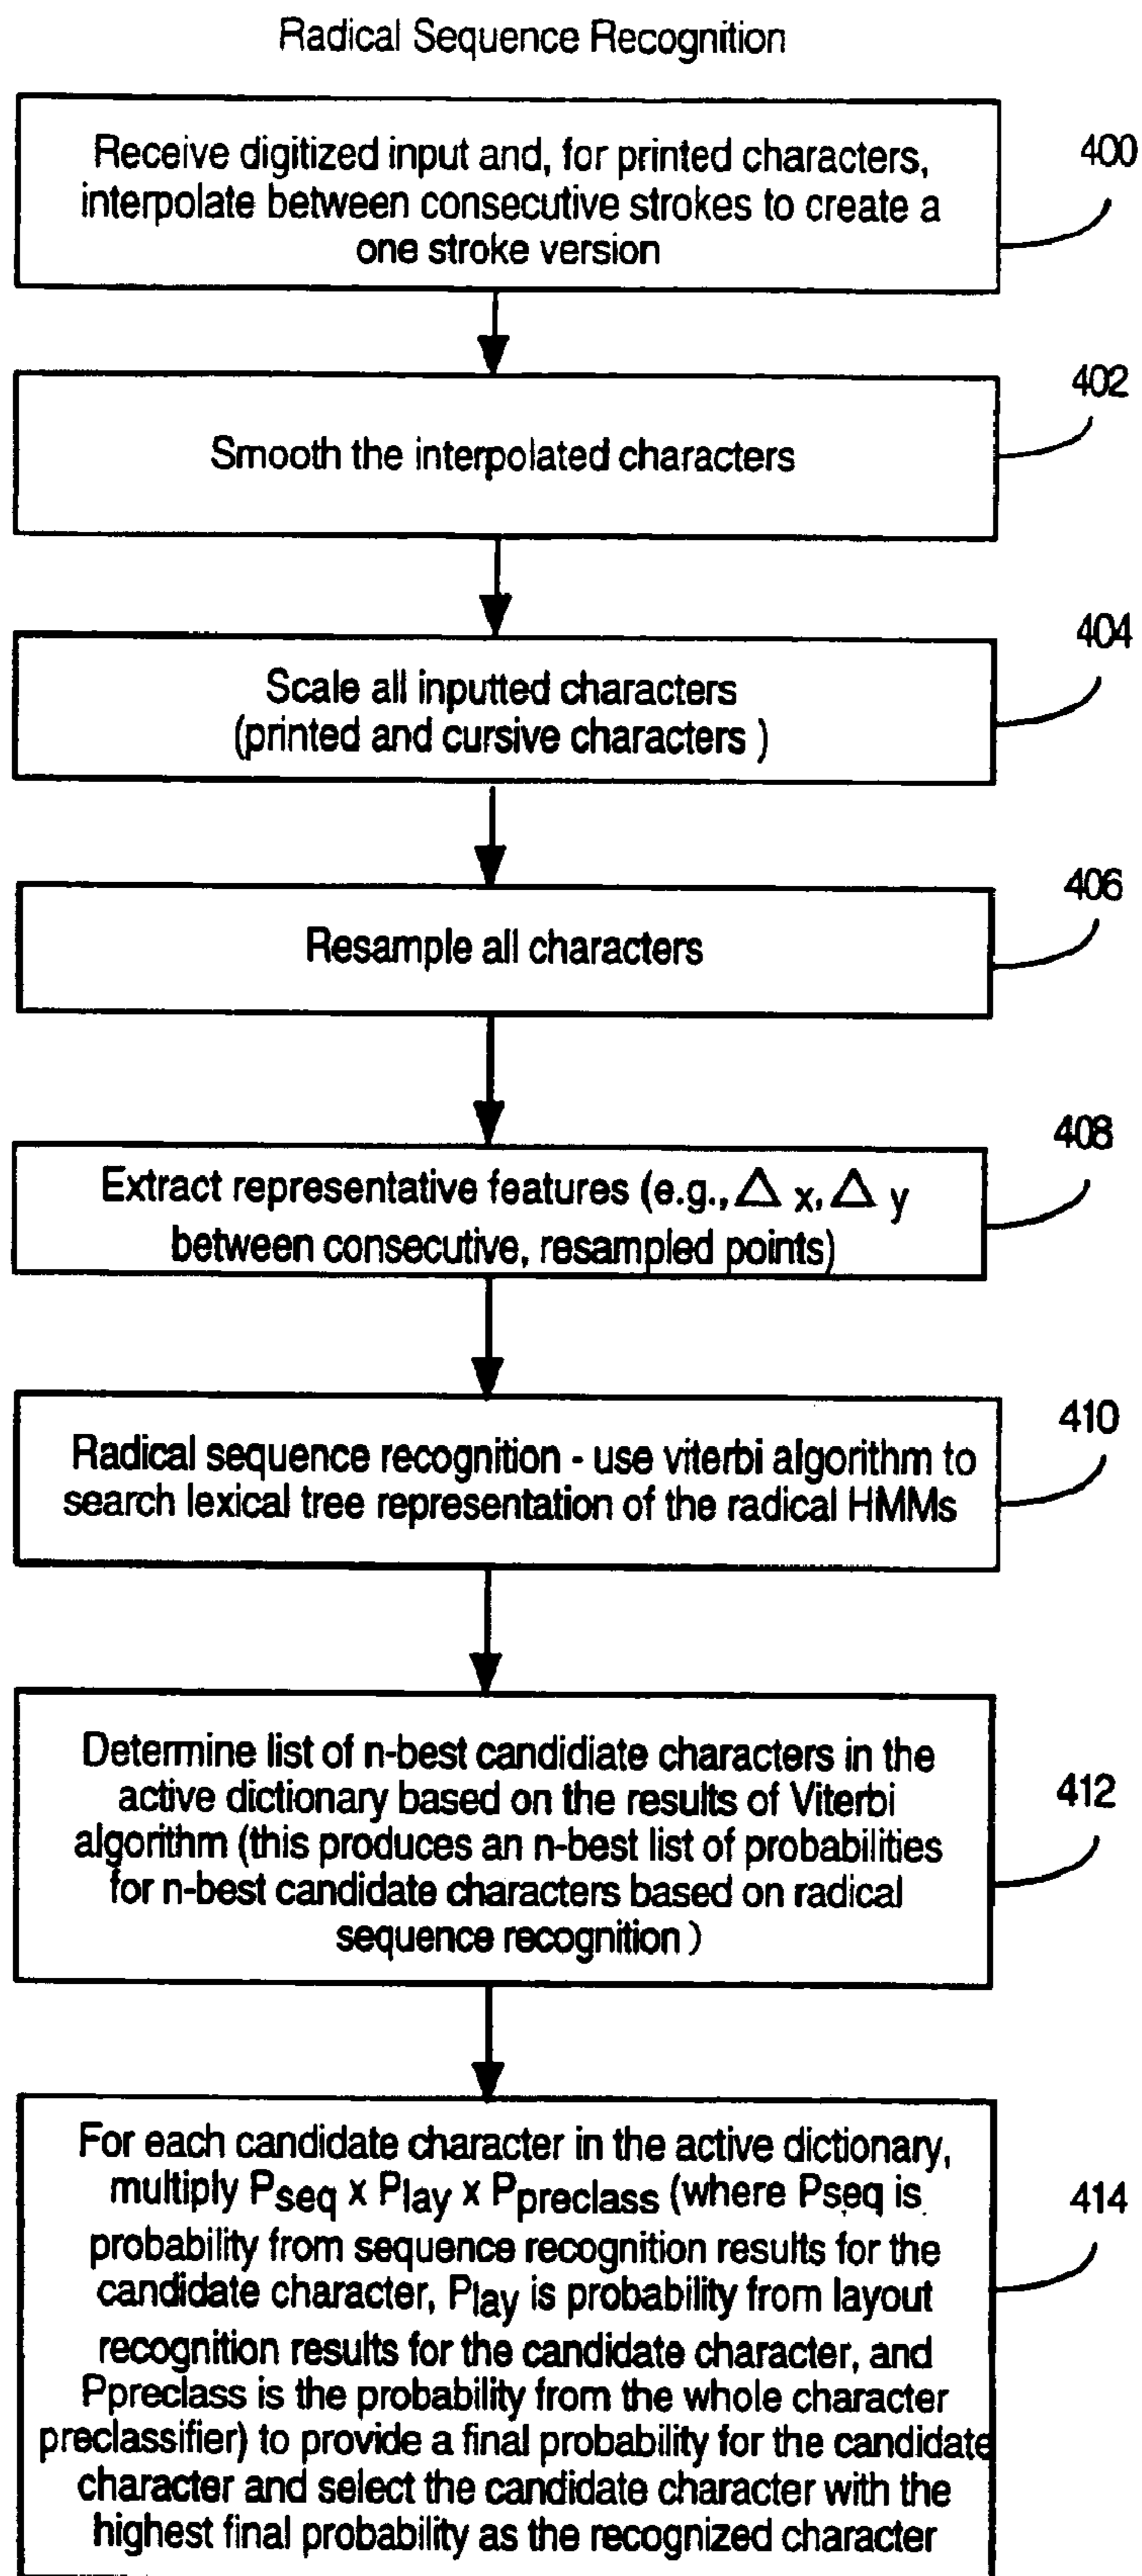 Radical Sequence Recognition
Receive digitized input and, for printed characters,
interpolate between consecutive strokes to create a
one stroke version
400
Smooth the interpolated characters
402
Scale all inputted characters
(printed and cursive characters )
404
Resample all characters
406
Extract representative features (e.g., Δ x, Δ y
between consecutive, resampled points)
408
Radical sequence recognition - use viterbi algorithm to
search lexical tree representation of the radical HMMs
410
Determine list of n-best candidiate characters in the
active dictionary based on the results of Viterbi
algorithm (this produces an n-best list of probabilities
for n-best candidate characters based on radical
sequence recognition )
412
For each candidate character in the active dictionary,
multiply Pseq x Play x Ppreclass (where Pseq is
probability from sequence recognition results for the
candidate character, Play is probability from layout
recognition results for the candidate character, and
Ppreclass is the probability from the whole character
preclassifier) to provide a final probability for the candidate
character and select the candidate character with the
highest final probability as the recognized character
414